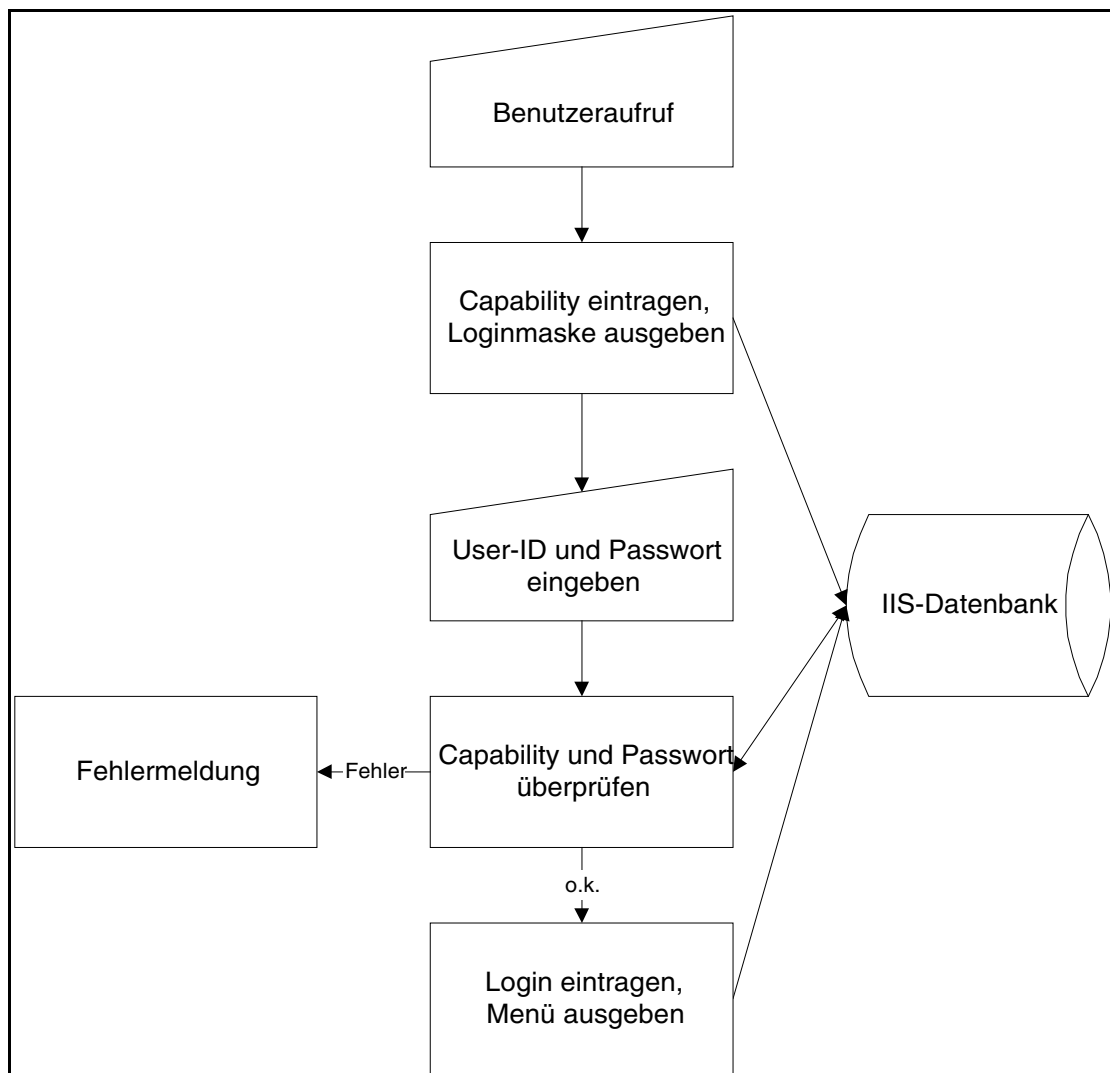 Benutzeraufruf
Capability eintragen,
Loginmaske ausgeben
User-ID und Passwort
eingeben
IIS-Datenbank
Capability und Passwort
überprüfen
Fehler
Fehlermeldung
o.k.
Login eintragen,
Menü ausgeben